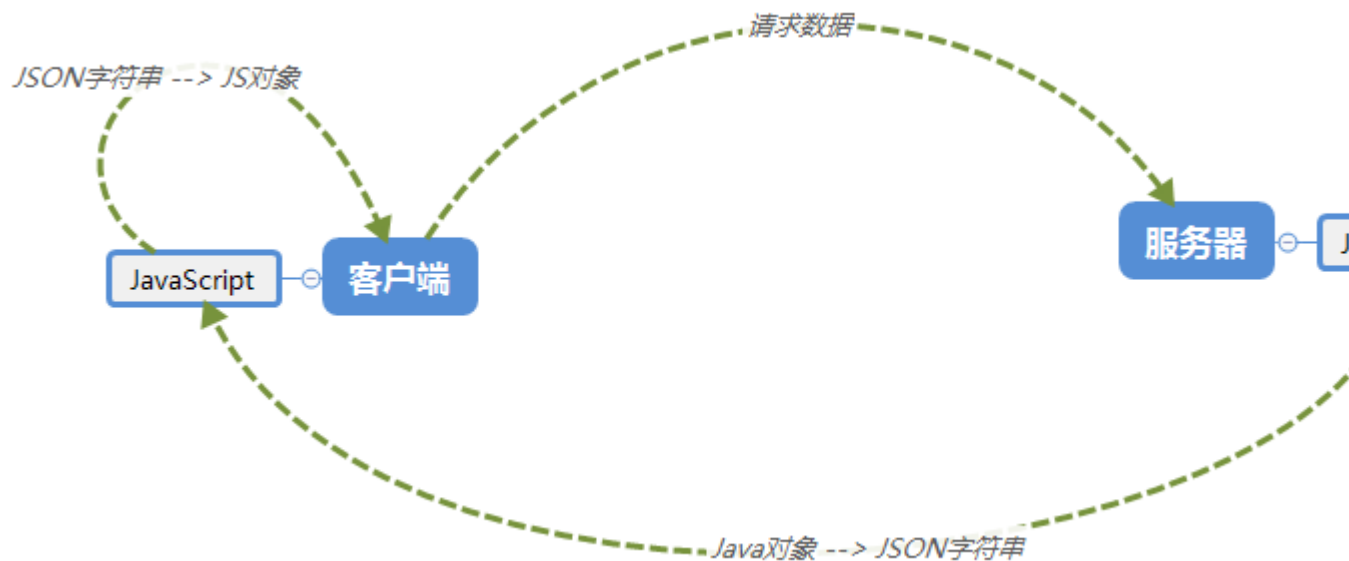 请求数据
JSON字符串 --> JS对象
服务器
J
JavaScript
客户端
Java对象 --> JSON字符串